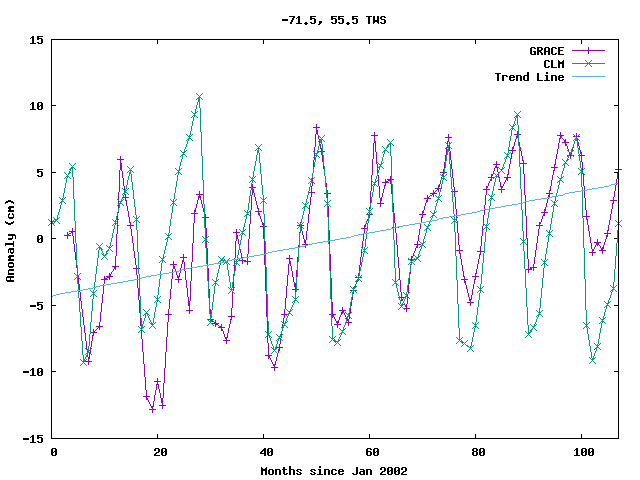 -71.5, 55.5 TWS
GRACE
CLM
Trend Line
15
10
5
0
-5
-10
-15
Anomaly (cm)
0 20 40 60 80 100
Months since Jan 2002